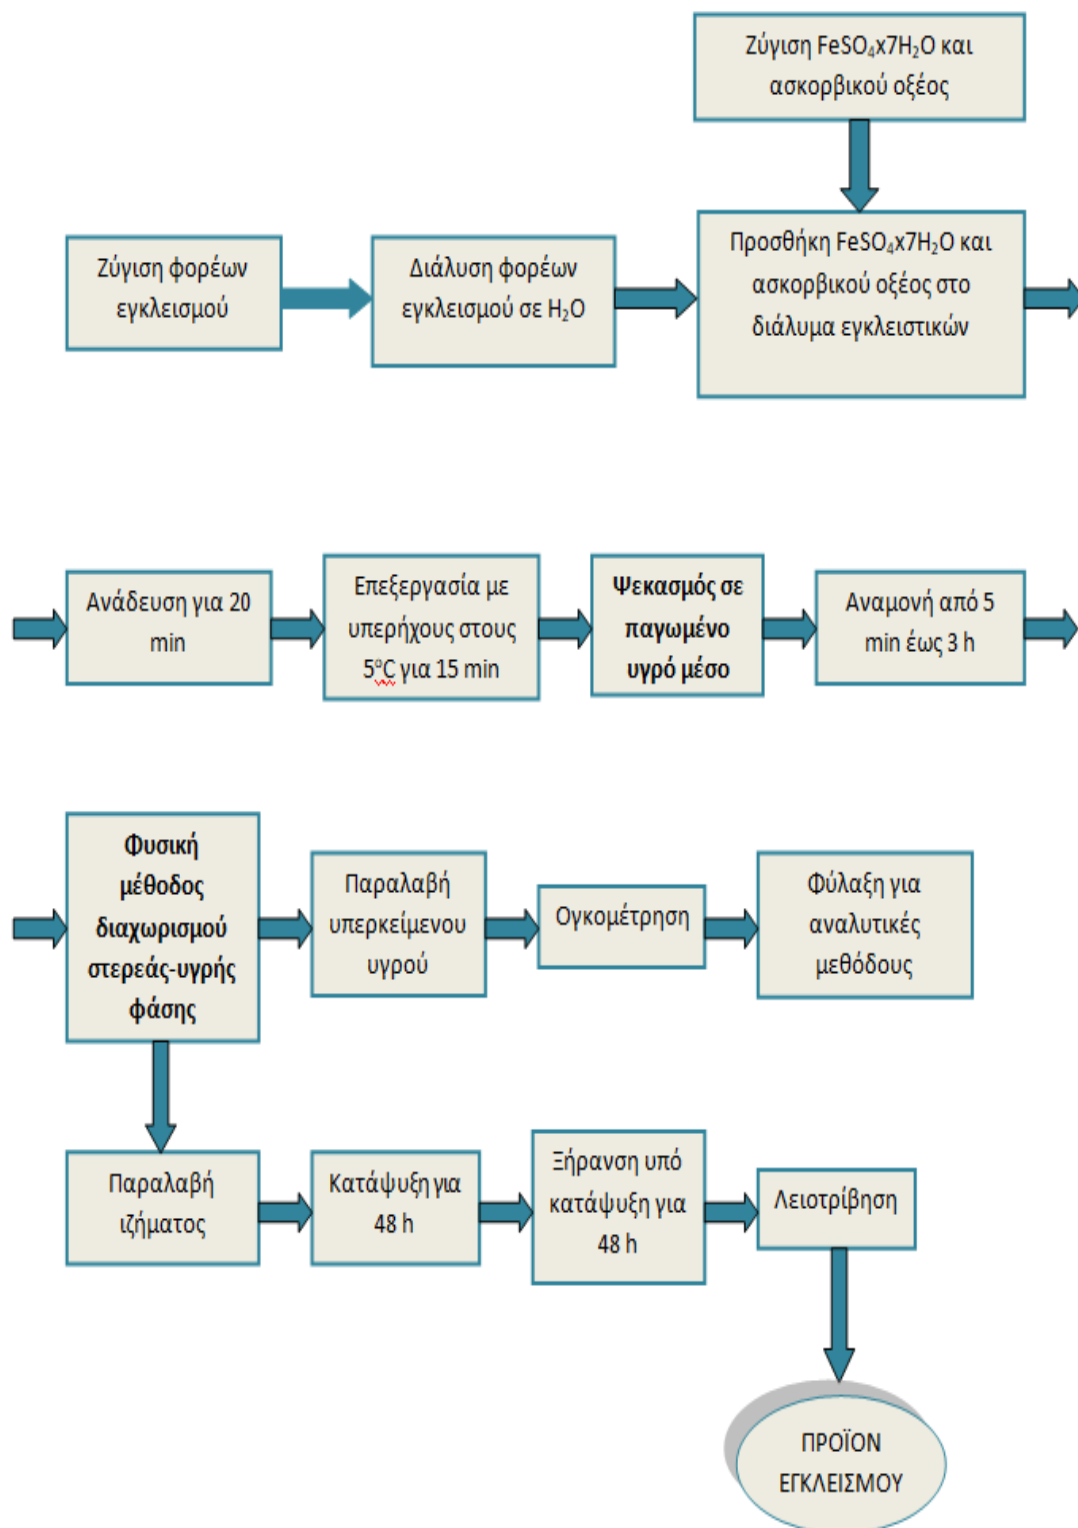 Ζύγιση FeSO₄x7H₂O και
ασκορβικού οξέος
Ζύγιση φορέων
εγκλεισμού
Διάλυση φορέων
εγκλεισμού σε H₂O
Προσθήκη FeSO₄x7H₂O και
ασκορβικού οξέος στο
διάλυμα εγκλειστικών
Ανάδευση για 20
min
Επεξεργασία με
υπερήχους στους
5°C για 15 min
Ψεκασμός σε
παγωμένο
υγρό μέσο
Αναμονή από 5
min έως 3 h
Φυσική
μέθοδος
διαχωρισμού
στερεάς-υγρής
φάσης
Παραλαβή
υπερκείμενου
υγρού
Ογκομέτρηση
Φύλαξη για
αναλυτικές
μεθόδους
Παραλαβή
ιζήματος
Κατάψυξη για
48 h
Ξήρανση υπό
κατάψυξη για
48 h
Λειοτρίβηση
ΠΡΟΪΟΝ
ΕΓΚΛΕΙΣΜΟΥ